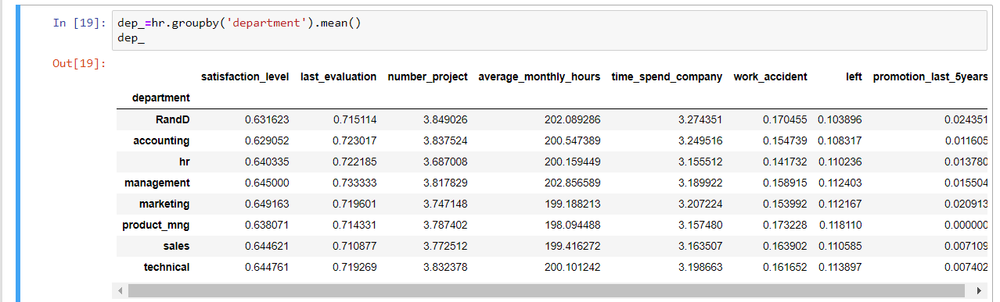 In [19]: dep_=hr.groupby('department').mean()
dep_
Out[19]:
satisfaction_level last_evaluation number_project average_monthly_hours time_spend_company work_accident left promotion_last_5years
department
RandD 0.631623 0.715114 3.849026 202.089286 3.274351 0.170455 0.103896 0.024351
accounting 0.629052 0.723017 3.837524 200.547389 3.249516 0.154739 0.108317 0.011605
hr 0.640335 0.722185 3.687008 200.159449 3.155512 0.141732 0.110236 0.013780
management 0.645000 0.733333 3.817829 202.856589 3.189922 0.158915 0.112403 0.015504
marketing 0.649163 0.719601 3.747148 199.188213 3.207224 0.153992 0.112167 0.020913
product_mng 0.638071 0.714331 3.787402 198.094488 3.157480 0.173228 0.118110 0.000000
sales 0.644621 0.710877 3.772512 199.416272 3.163507 0.163902 0.110585 0.007109
technical 0.644761 0.719269 3.832378 200.101242 3.198663 0.161652 0.113897 0.007402